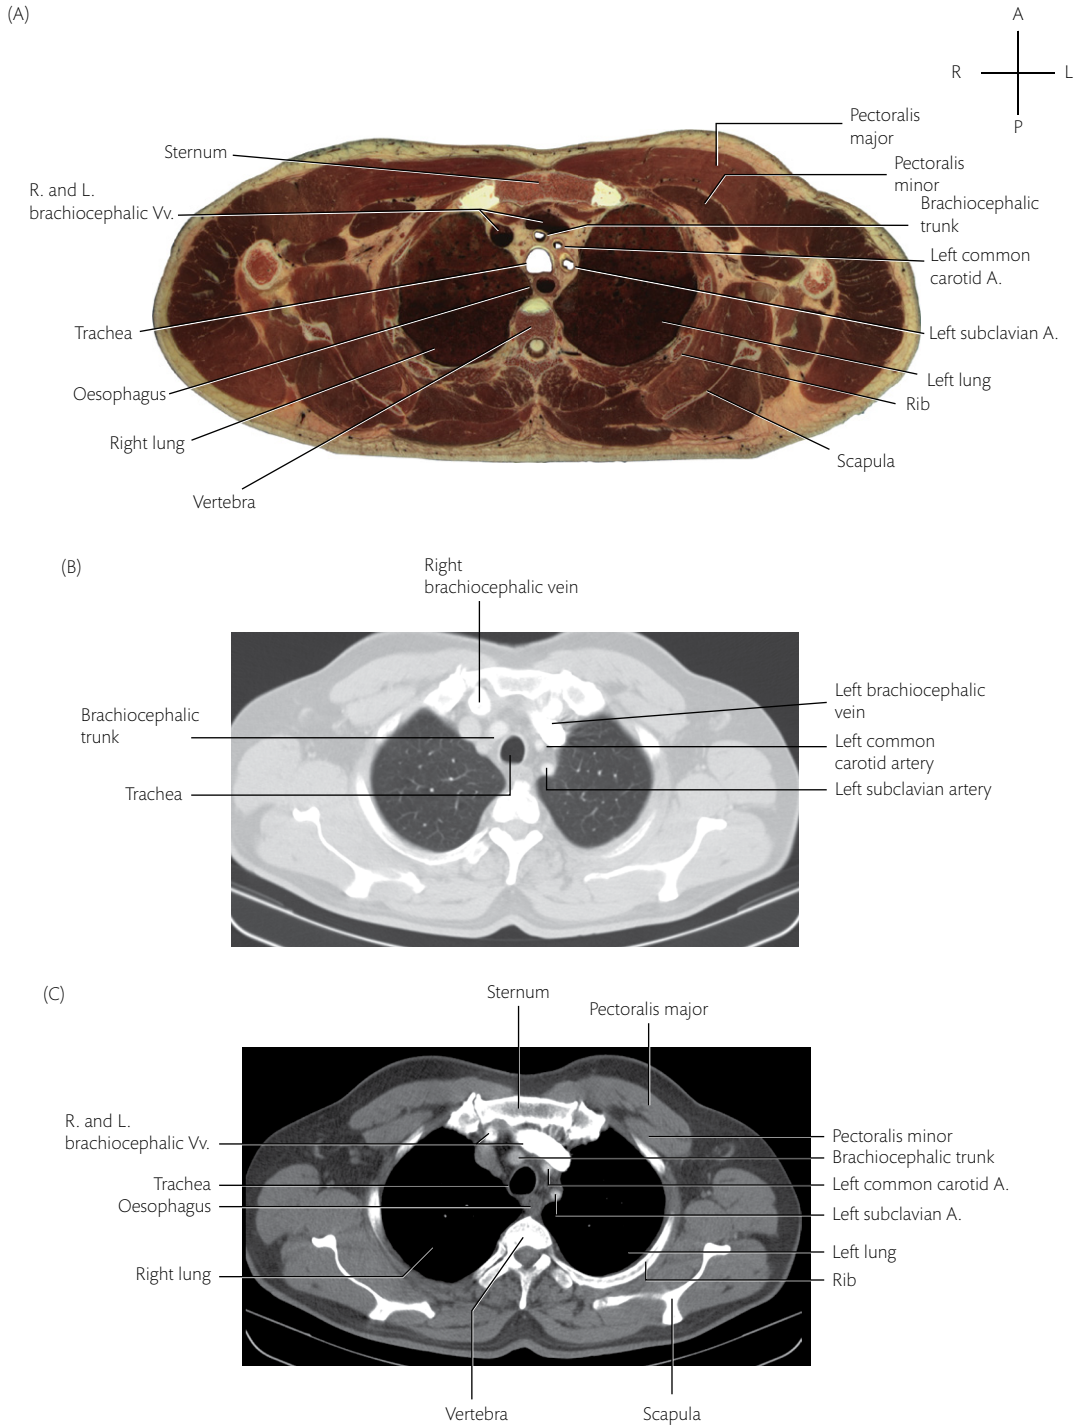 (A)
A
R
L
P
Pectoralis
major
Sternum
Pectoralis
minor
R. and L.
brachiocephalic Vv.
Brachiocephalic
trunk
Left common
carotid A.
Trachea
Left subclavian A.
Left lung
Oesophagus
Rib
Right lung
Scapula
Vertebra
(B)
Right
brachiocephalic vein
Left brachiocephalic
vein
Brachiocephalic
trunk
Left common
carotid artery
Trachea
Left subclavian artery
(C)
Sternum
Pectoralis major
R. and L.
brachiocephalic Vv.
Pectoralis minor
Brachiocephalic trunk
Trachea
Left common carotid A.
Oesophagus
Left subclavian A.
Left lung
Right lung
Rib
Vertebra
Scapula